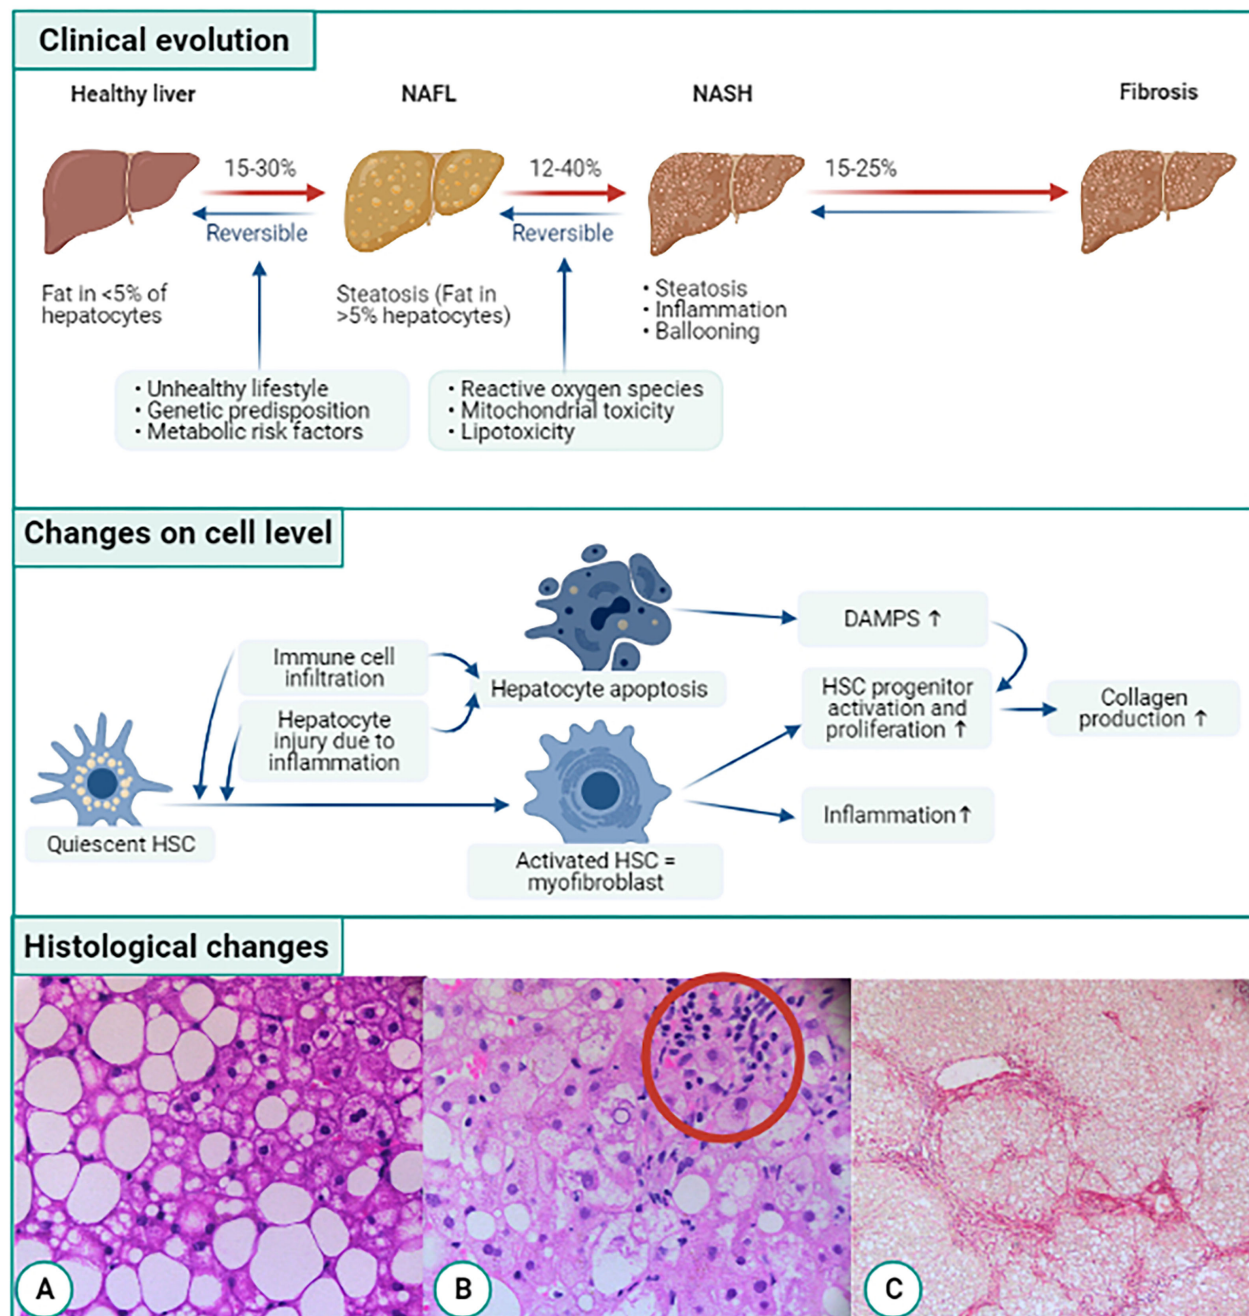 Clinical evolution
Healthy liver
NAFL
NASH
Fibrosis
15-30%
12-40%
15-25%
Reversible
Reversible
Fat in <5% of
hepatocytes
Steatosis (Fat in
>5% hepatocytes)
• Steatosis
• Inflammation
• Ballooning
• Unhealthy lifestyle
• Genetic predisposition
• Metabolic risk factors
• Reactive oxygen species
• Mitochondrial toxicity
• Lipotoxicity
Changes on cell level
Immune cell
infiltration
Hepatocyte
injury due to
inflammation
Quiescent HSC
Hepatocyte apoptosis
Activated HSC =
myofibroblast
DAMPS ↑
HSC progenitor
activation and
proliferation ↑
Inflammation↑
Collagen
production ↑
Histological changes
A
B
C